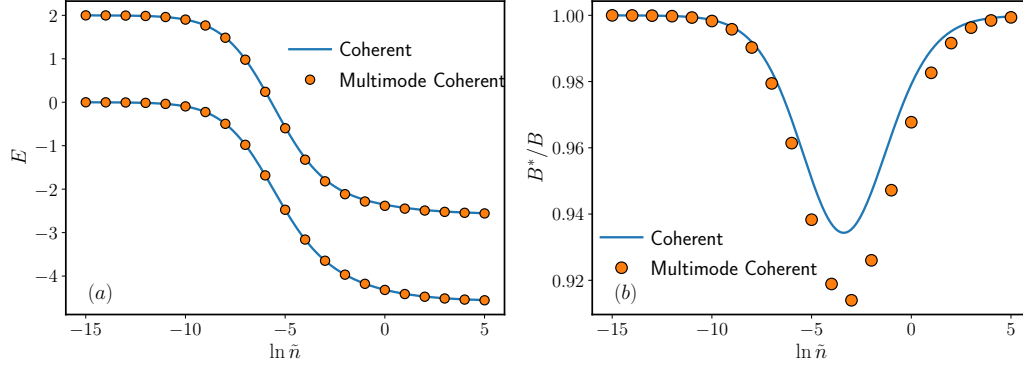 2
1
0
−1
−2
−3
−4
E
Coherent
Multimode Coherent
(a)
−15 −10 −5 0 5
ln ñ
1.00
0.98
0.96
0.94
0.92
B*/B
Coherent
Multimode Coherent
(b)
−15 −10 −5 0 5
ln ñ